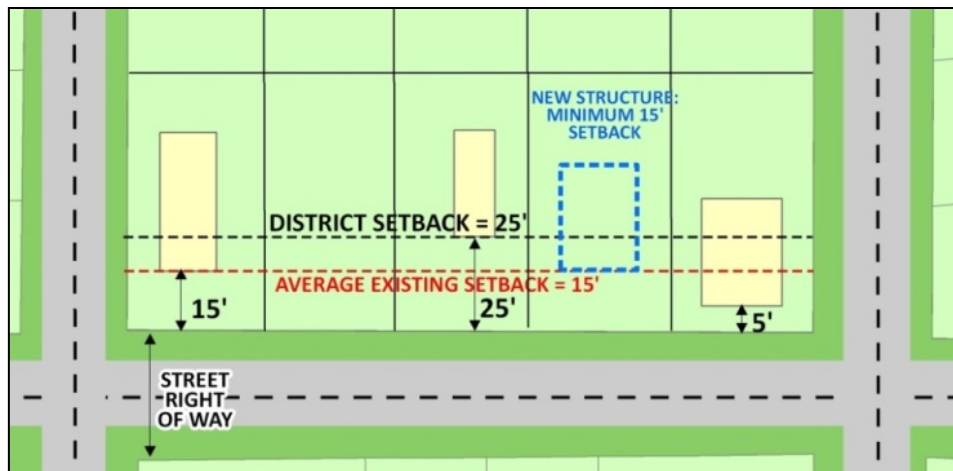 NEW STRUCTURE:
MINIMUM 15'
SETBACK
DISTRICT SETBACK = 25'
AVERAGE EXISTING SETBACK = 15'
15'
25'
5'
STREET
RIGHT
OF WAY